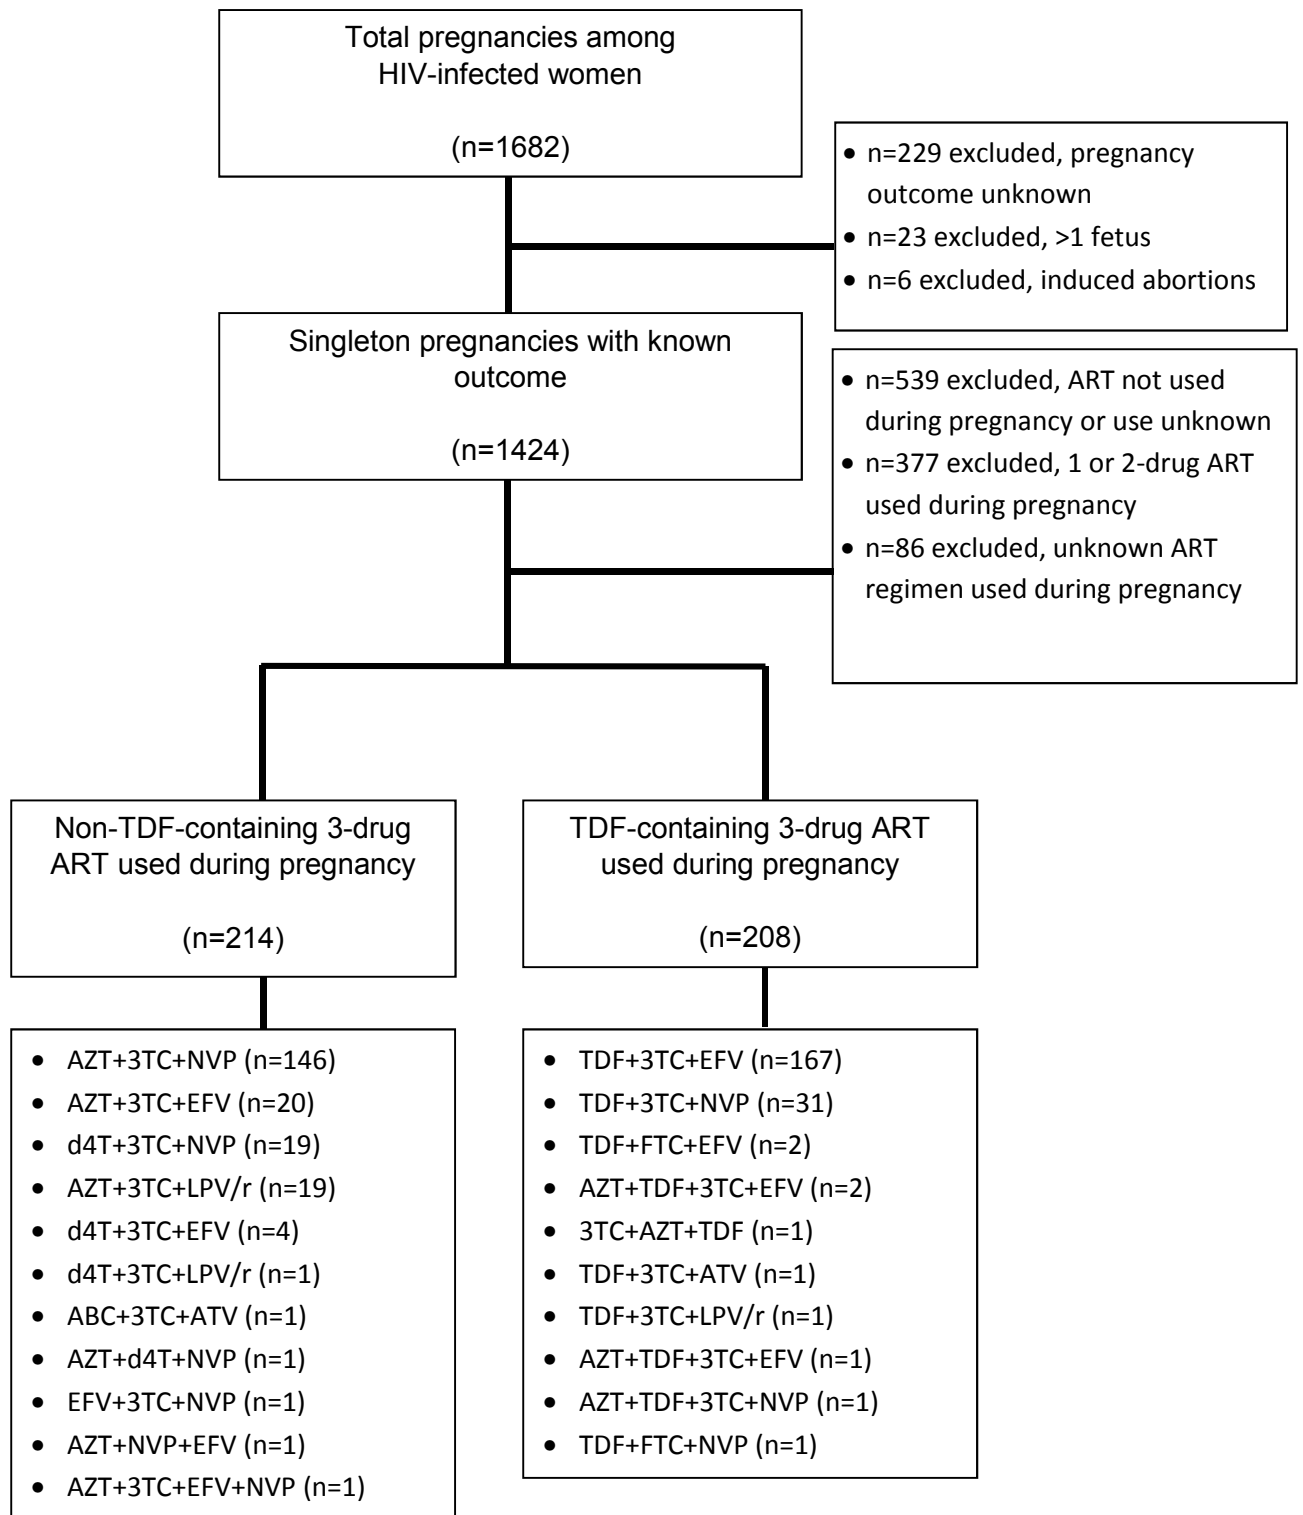 Total pregnancies among
HIV-infected women
(n=1682)
• n=229 excluded, pregnancy
outcome unknown
• n=23 excluded, >1 fetus
• n=6 excluded, induced abortions
Singleton pregnancies with known
outcome
(n=1424)
• n=539 excluded, ART not used
during pregnancy or use unknown
• n=377 excluded, 1 or 2-drug ART
used during pregnancy
• n=86 excluded, unknown ART
regimen used during pregnancy
Non-TDF-containing 3-drug
ART used during pregnancy
(n=214)
TDF-containing 3-drug ART
used during pregnancy
(n=208)
• AZT+3TC+NVP (n=146)
• AZT+3TC+EFV (n=20)
• d4T+3TC+NVP (n=19)
• AZT+3TC+LPV/r (n=19)
• d4T+3TC+EFV (n=4)
• d4T+3TC+LPV/r (n=1)
• ABC+3TC+ATV (n=1)
• AZT+d4T+NVP (n=1)
• EFV+3TC+NVP (n=1)
• AZT+NVP+EFV (n=1)
• AZT+3TC+EFV+NVP (n=1)
• TDF+3TC+EFV (n=167)
• TDF+3TC+NVP (n=31)
• TDF+FTC+EFV (n=2)
• AZT+TDF+3TC+EFV (n=2)
• 3TC+AZT+TDF (n=1)
• TDF+3TC+ATV (n=1)
• TDF+3TC+LPV/r (n=1)
• AZT+TDF+3TC+EFV (n=1)
• AZT+TDF+3TC+NVP (n=1)
• TDF+FTC+NVP (n=1)